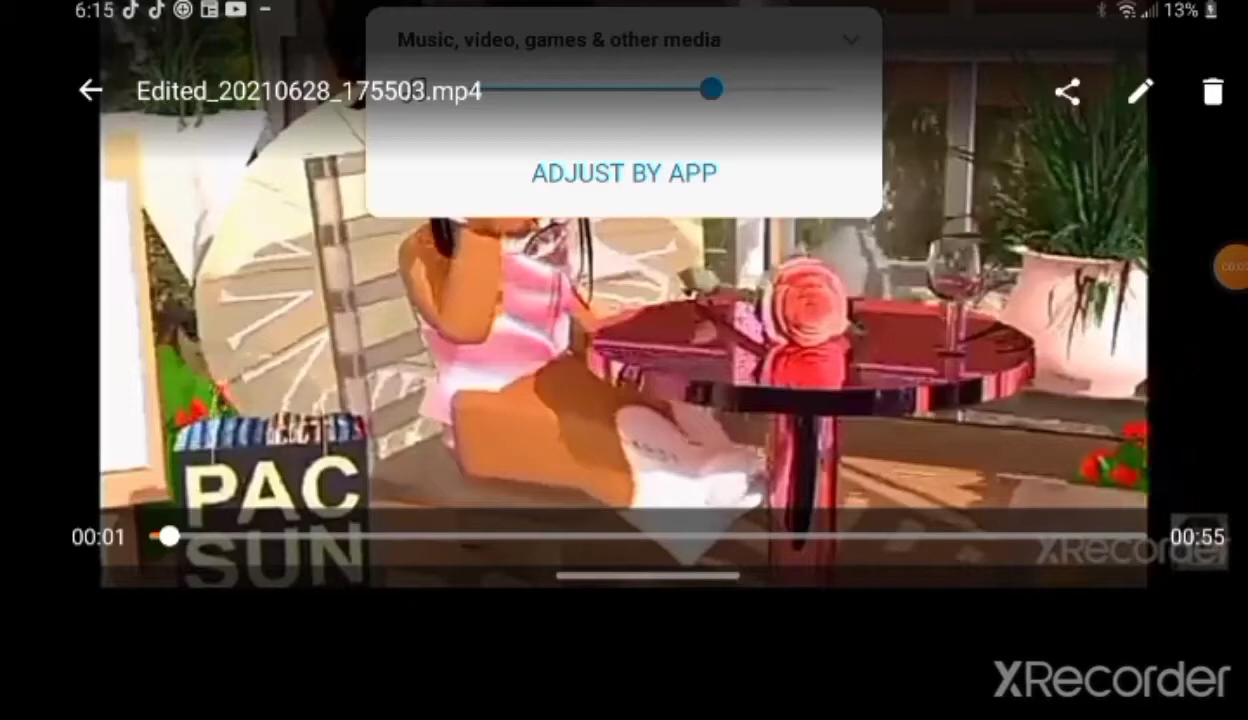 6:15
13%
Music, video, games & other media
Edited_20210628_175503.mp4
ADJUST BY APP
PAC
SUN
00:01
00:55
XRecorder
XRecorder